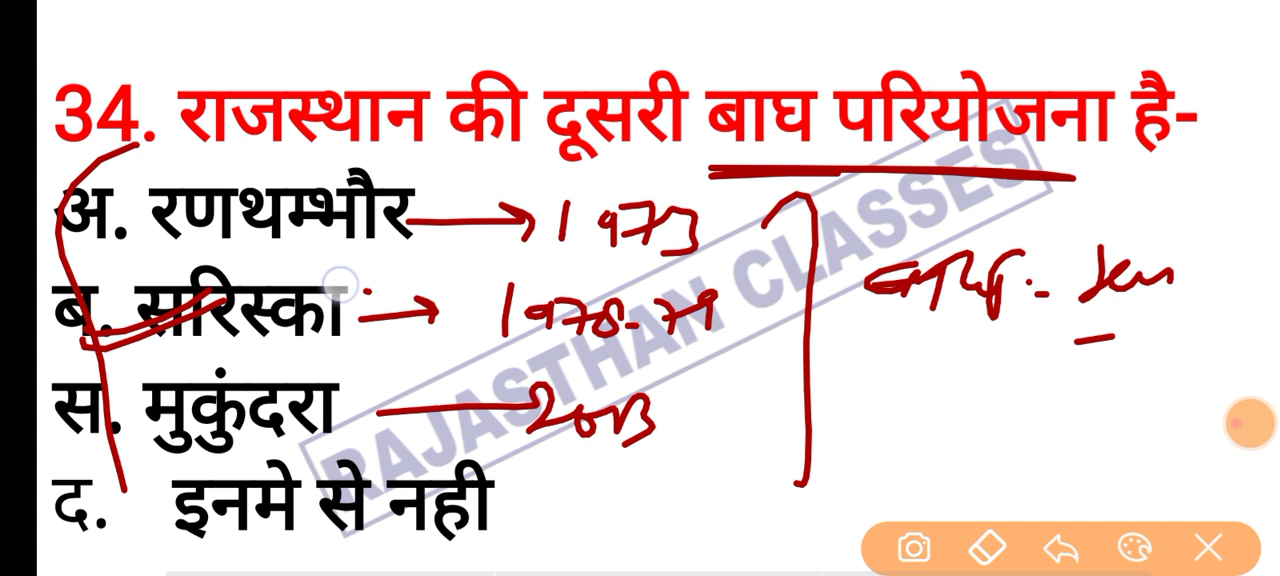 34. राजस्थान की दूसरी बाघ परियोजना है-
अ. रणथम्भौर → 1973
ब. सरिस्का → 1978-79
स. मुकुंदरा — 2013
द. इनमे से नही
RAJASTHAN CLASSES